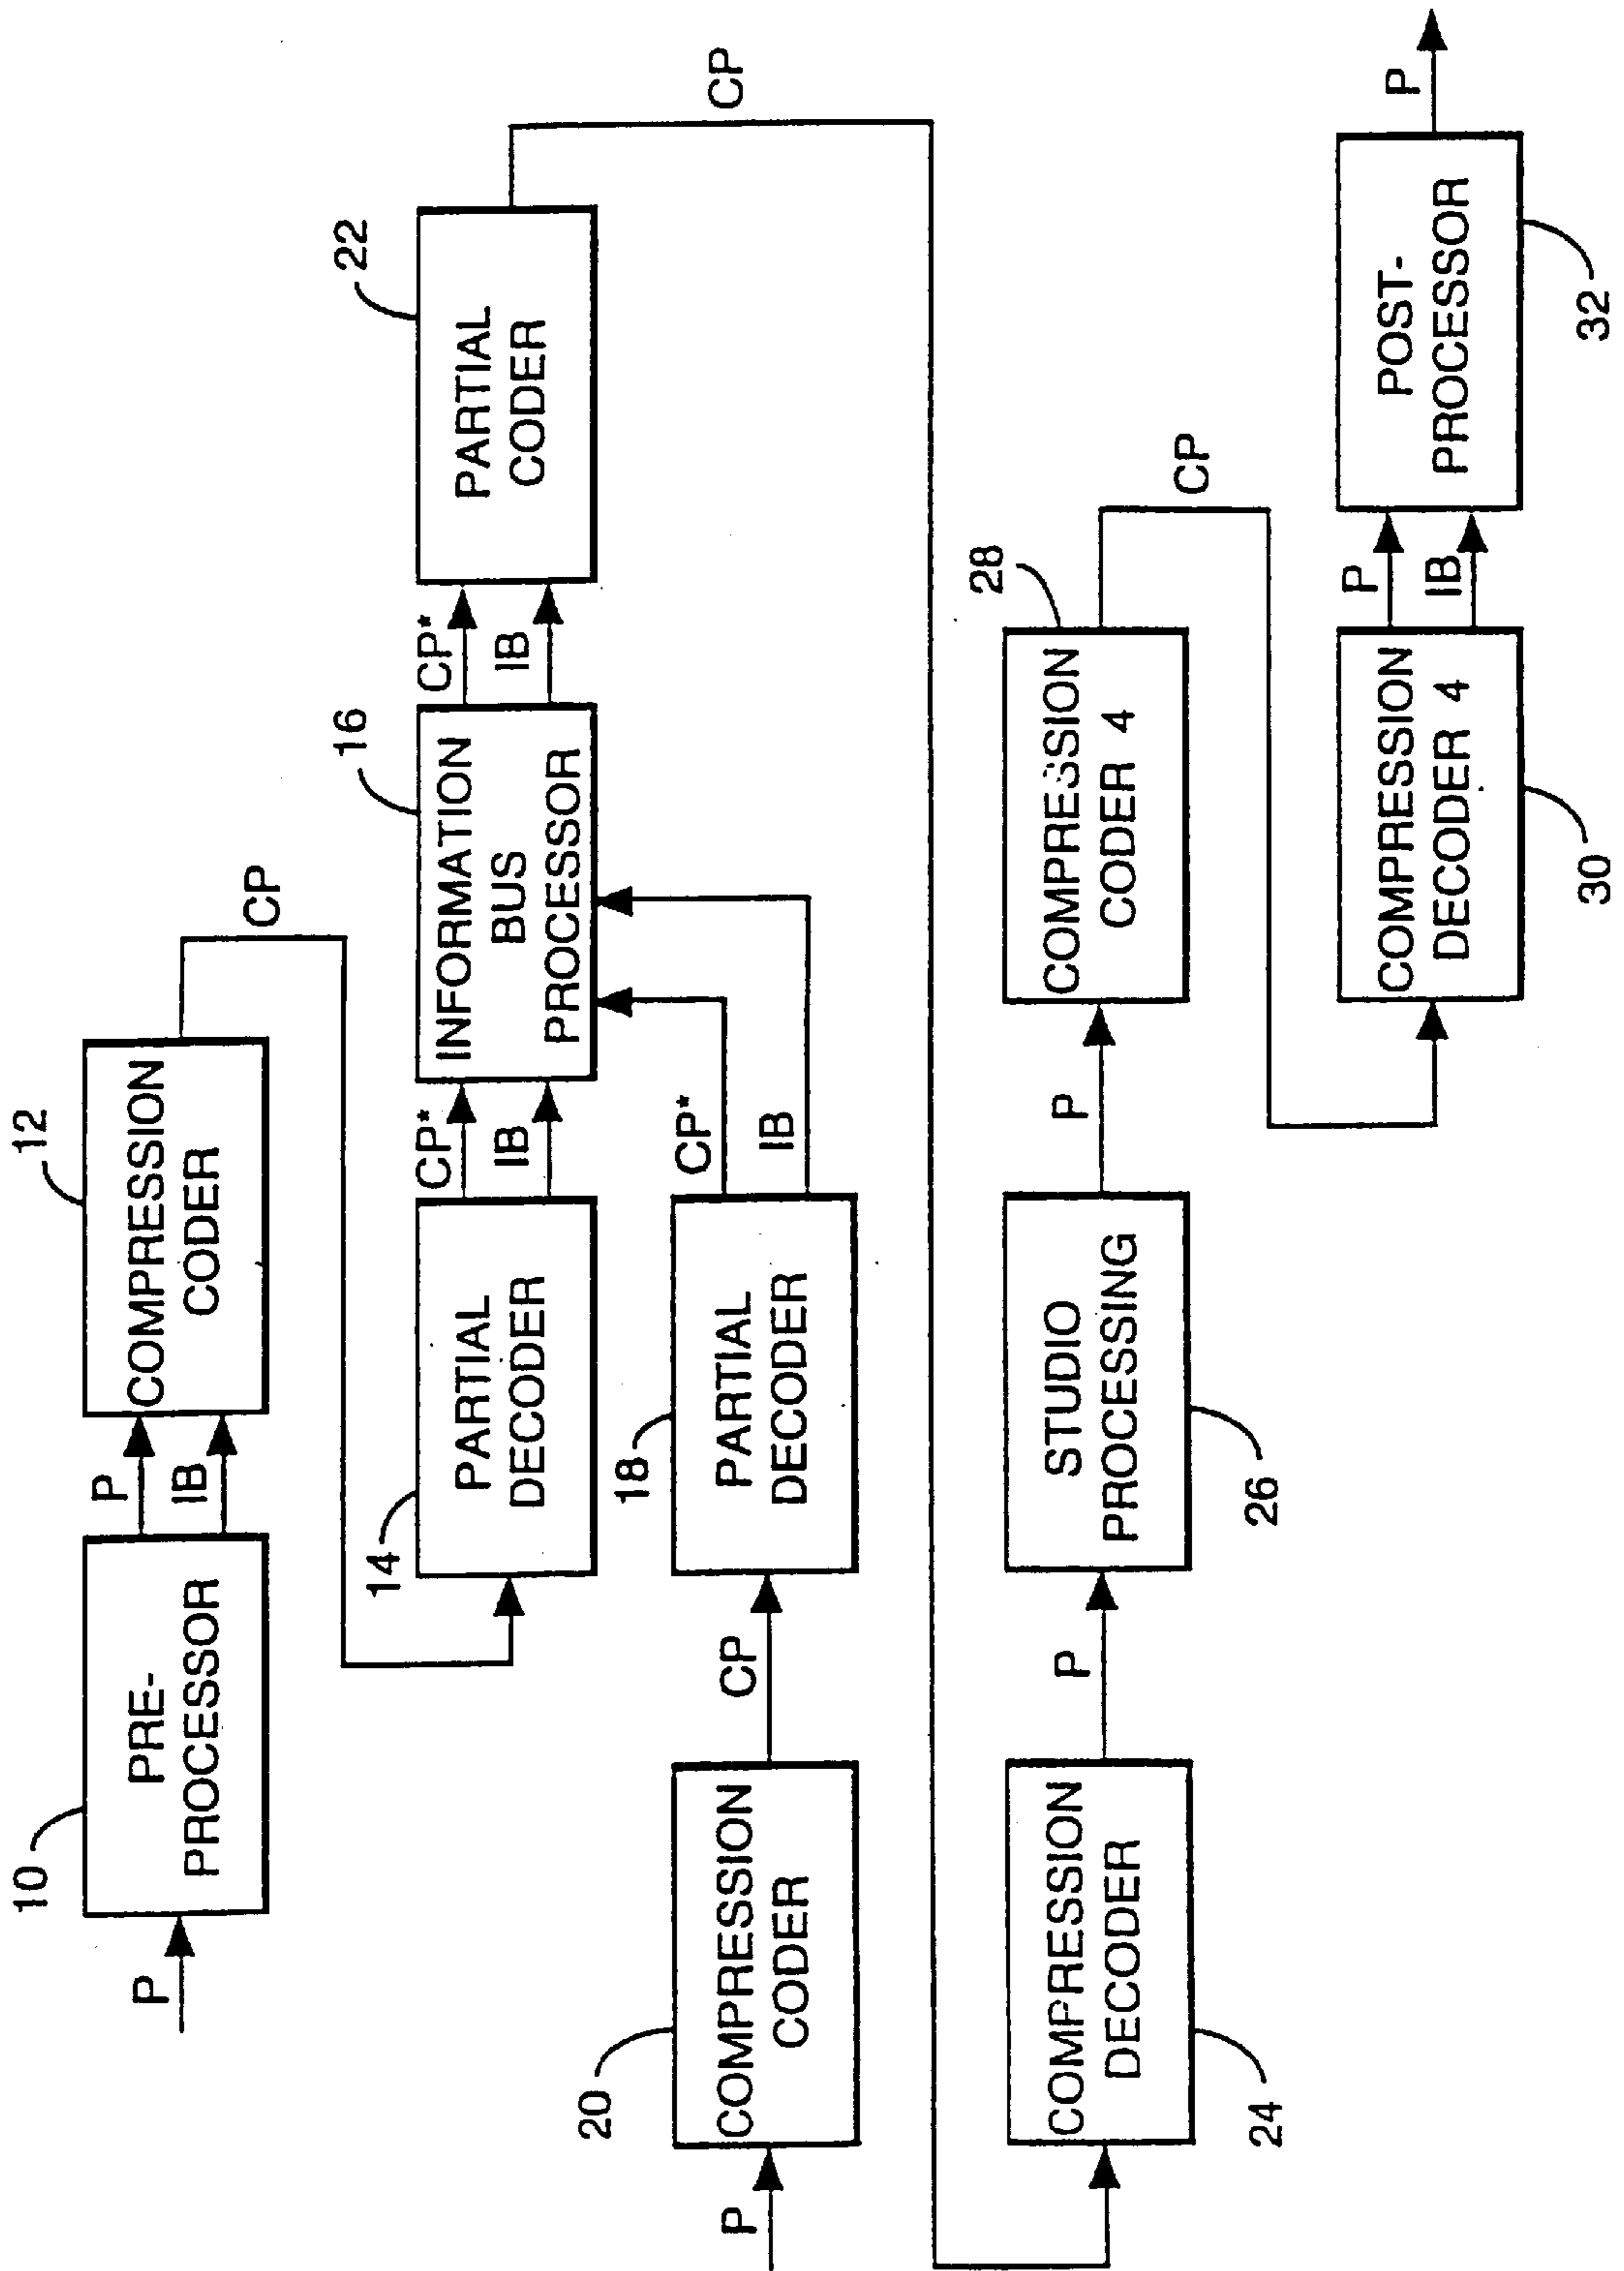 10
P
PRE-
PROCESSOR
P
IB
12
COMPRESSION
CODER
CP
14
PARTIAL
DECODER
CP*
IB
16
INFORMATION
BUS
PROCESSOR
CP*
IB
22
PARTIAL
CODER
CP
P
20
COMPRESSION
CODER
CP
18
PARTIAL
DECODER
CP*
IB
COMPRESSION
DECODER
24
P
STUDIO
PROCESSING
26
P
28
COMPRESSION
CODER 4
CP
COMPRESSION
DECODER 4
30
P
IB
POST-
PROCESSOR
32
P